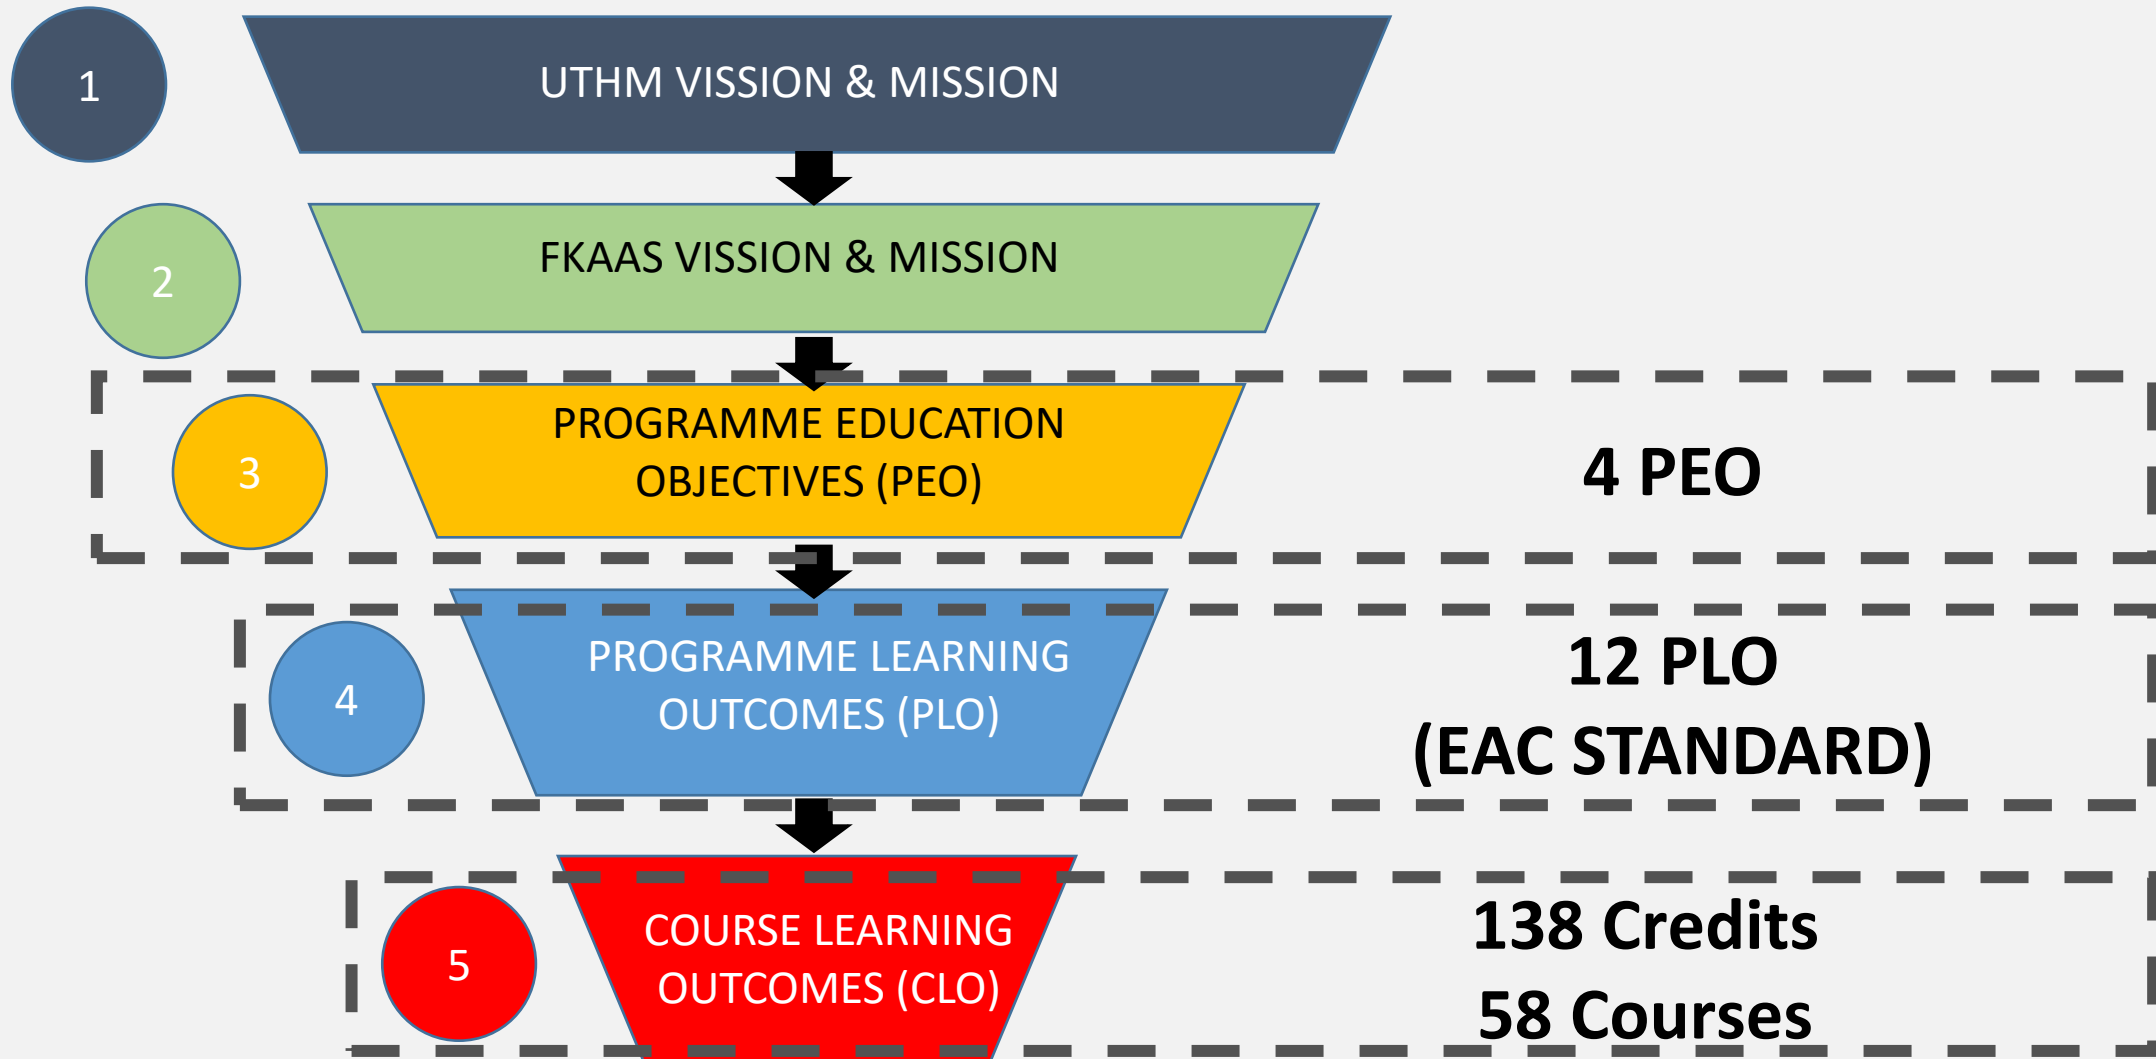 1
UTHM VISSION & MISSION
2
FKAAS VISSION & MISSION
3
PROGRAMME EDUCATION
OBJECTIVES (PEO)
4 PEO
4
PROGRAMME LEARNING
OUTCOMES (PLO)
12 PLO
(EAC STANDARD)
5
COURSE LEARNING
OUTCOMES (CLO)
138 Credits
58 Courses